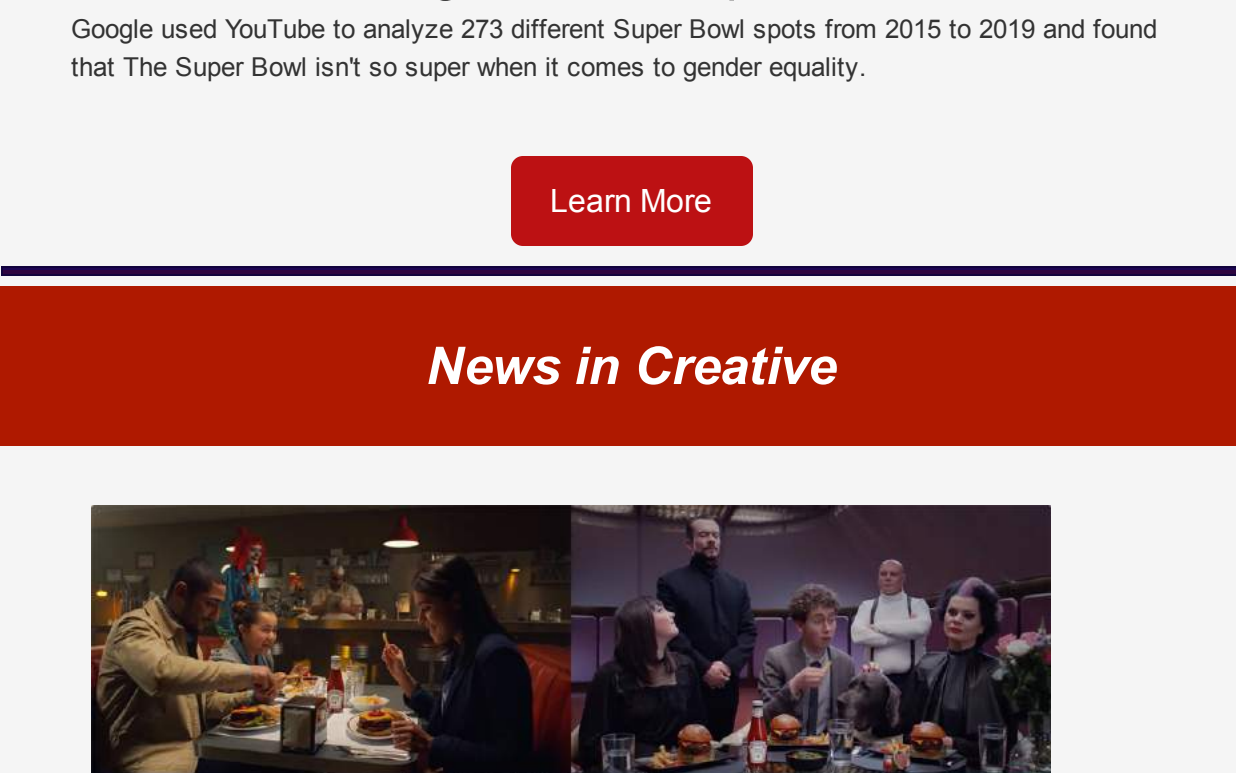 Google used YouTube to analyze 273 different Super Bowl spots from 2015 to 2019 and found
that The Super Bowl isn't so super when it comes to gender equality.
Learn More
News in Creative